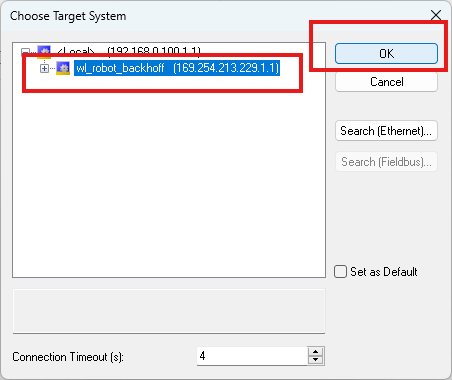 Choose Target System
<Local> (192.168.0.100.1.1)
wl_robot_backhoff (169.254.213.229.1.1)
OK
Cancel
Search (Ethernet)...
Search (Fieldbus)...
Set as Default
Connection Timeout (s):
4